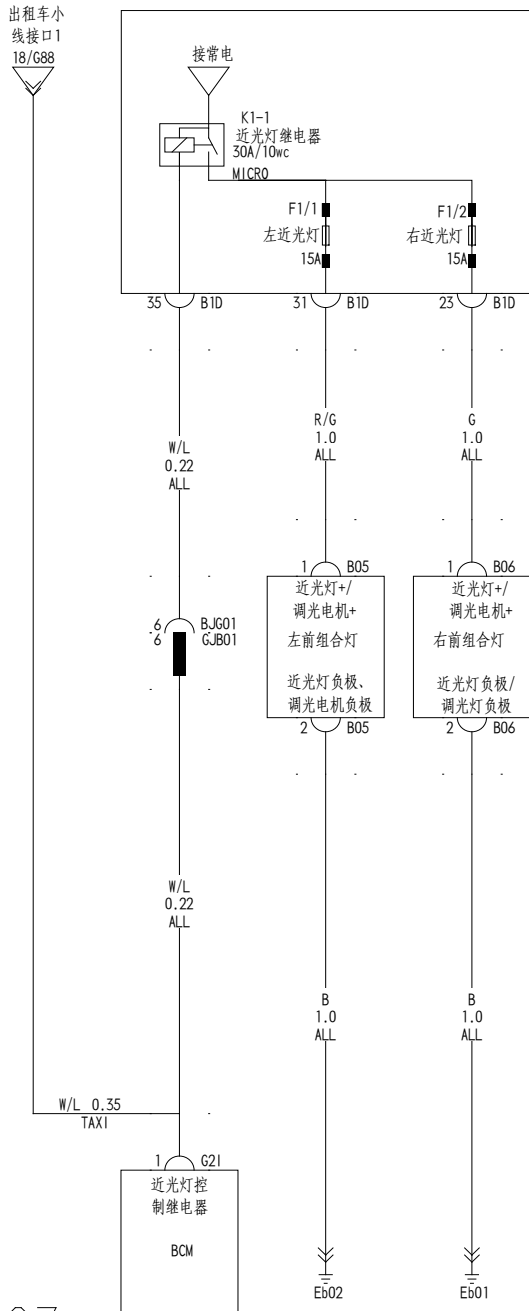 出租车小
线接口1
18/G88
接常电
K1-1
近光灯继电器
30A/10wc
MICRO
F1/1
左近光灯
15A
F1/2
右近光灯
15A
35 B1D
31 B1D
23 B1D
W/L
0.22
ALL
R/G
1.0
ALL
G
1.0
ALL
6 BJG01
6 GJB01
1 B05
近光灯+/
调光电机+
左前组合灯
近光灯负极、
调光电机负极
2 B05
1 B06
近光灯+/
调光电机+
右前组合灯
近光灯负极/
调光灯负极
2 B06
W/L
0.22
ALL
B
1.0
ALL
B
1.0
ALL
W/L 0.35
TAXI
1 G2I
近光灯控
制继电器
BCM
Eb02
Eb01